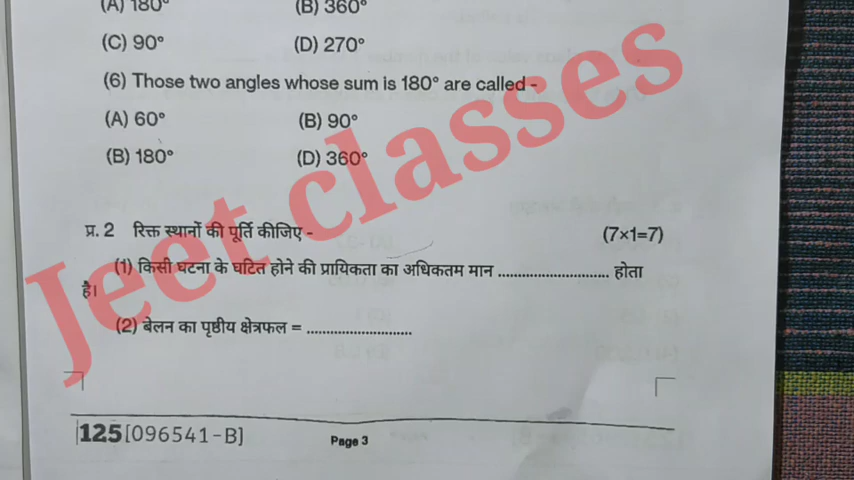 (A) 180° (B) 360°
(C) 90° (D) 270°
(6) Those two angles whose sum is 180° are called -
(A) 60° (B) 90°
(B) 180° (D) 360°
प्र. 2 रिक्त स्थानों की पूर्ति कीजिए - (7×1=7)
(1) किसी घटना के घटित होने की प्रायिकता का अधिकतम मान ............................ होता
है।
(2) बेलन का पृष्ठीय क्षेत्रफल = ...........................
125[096541-B] Page 3
Jeet classes